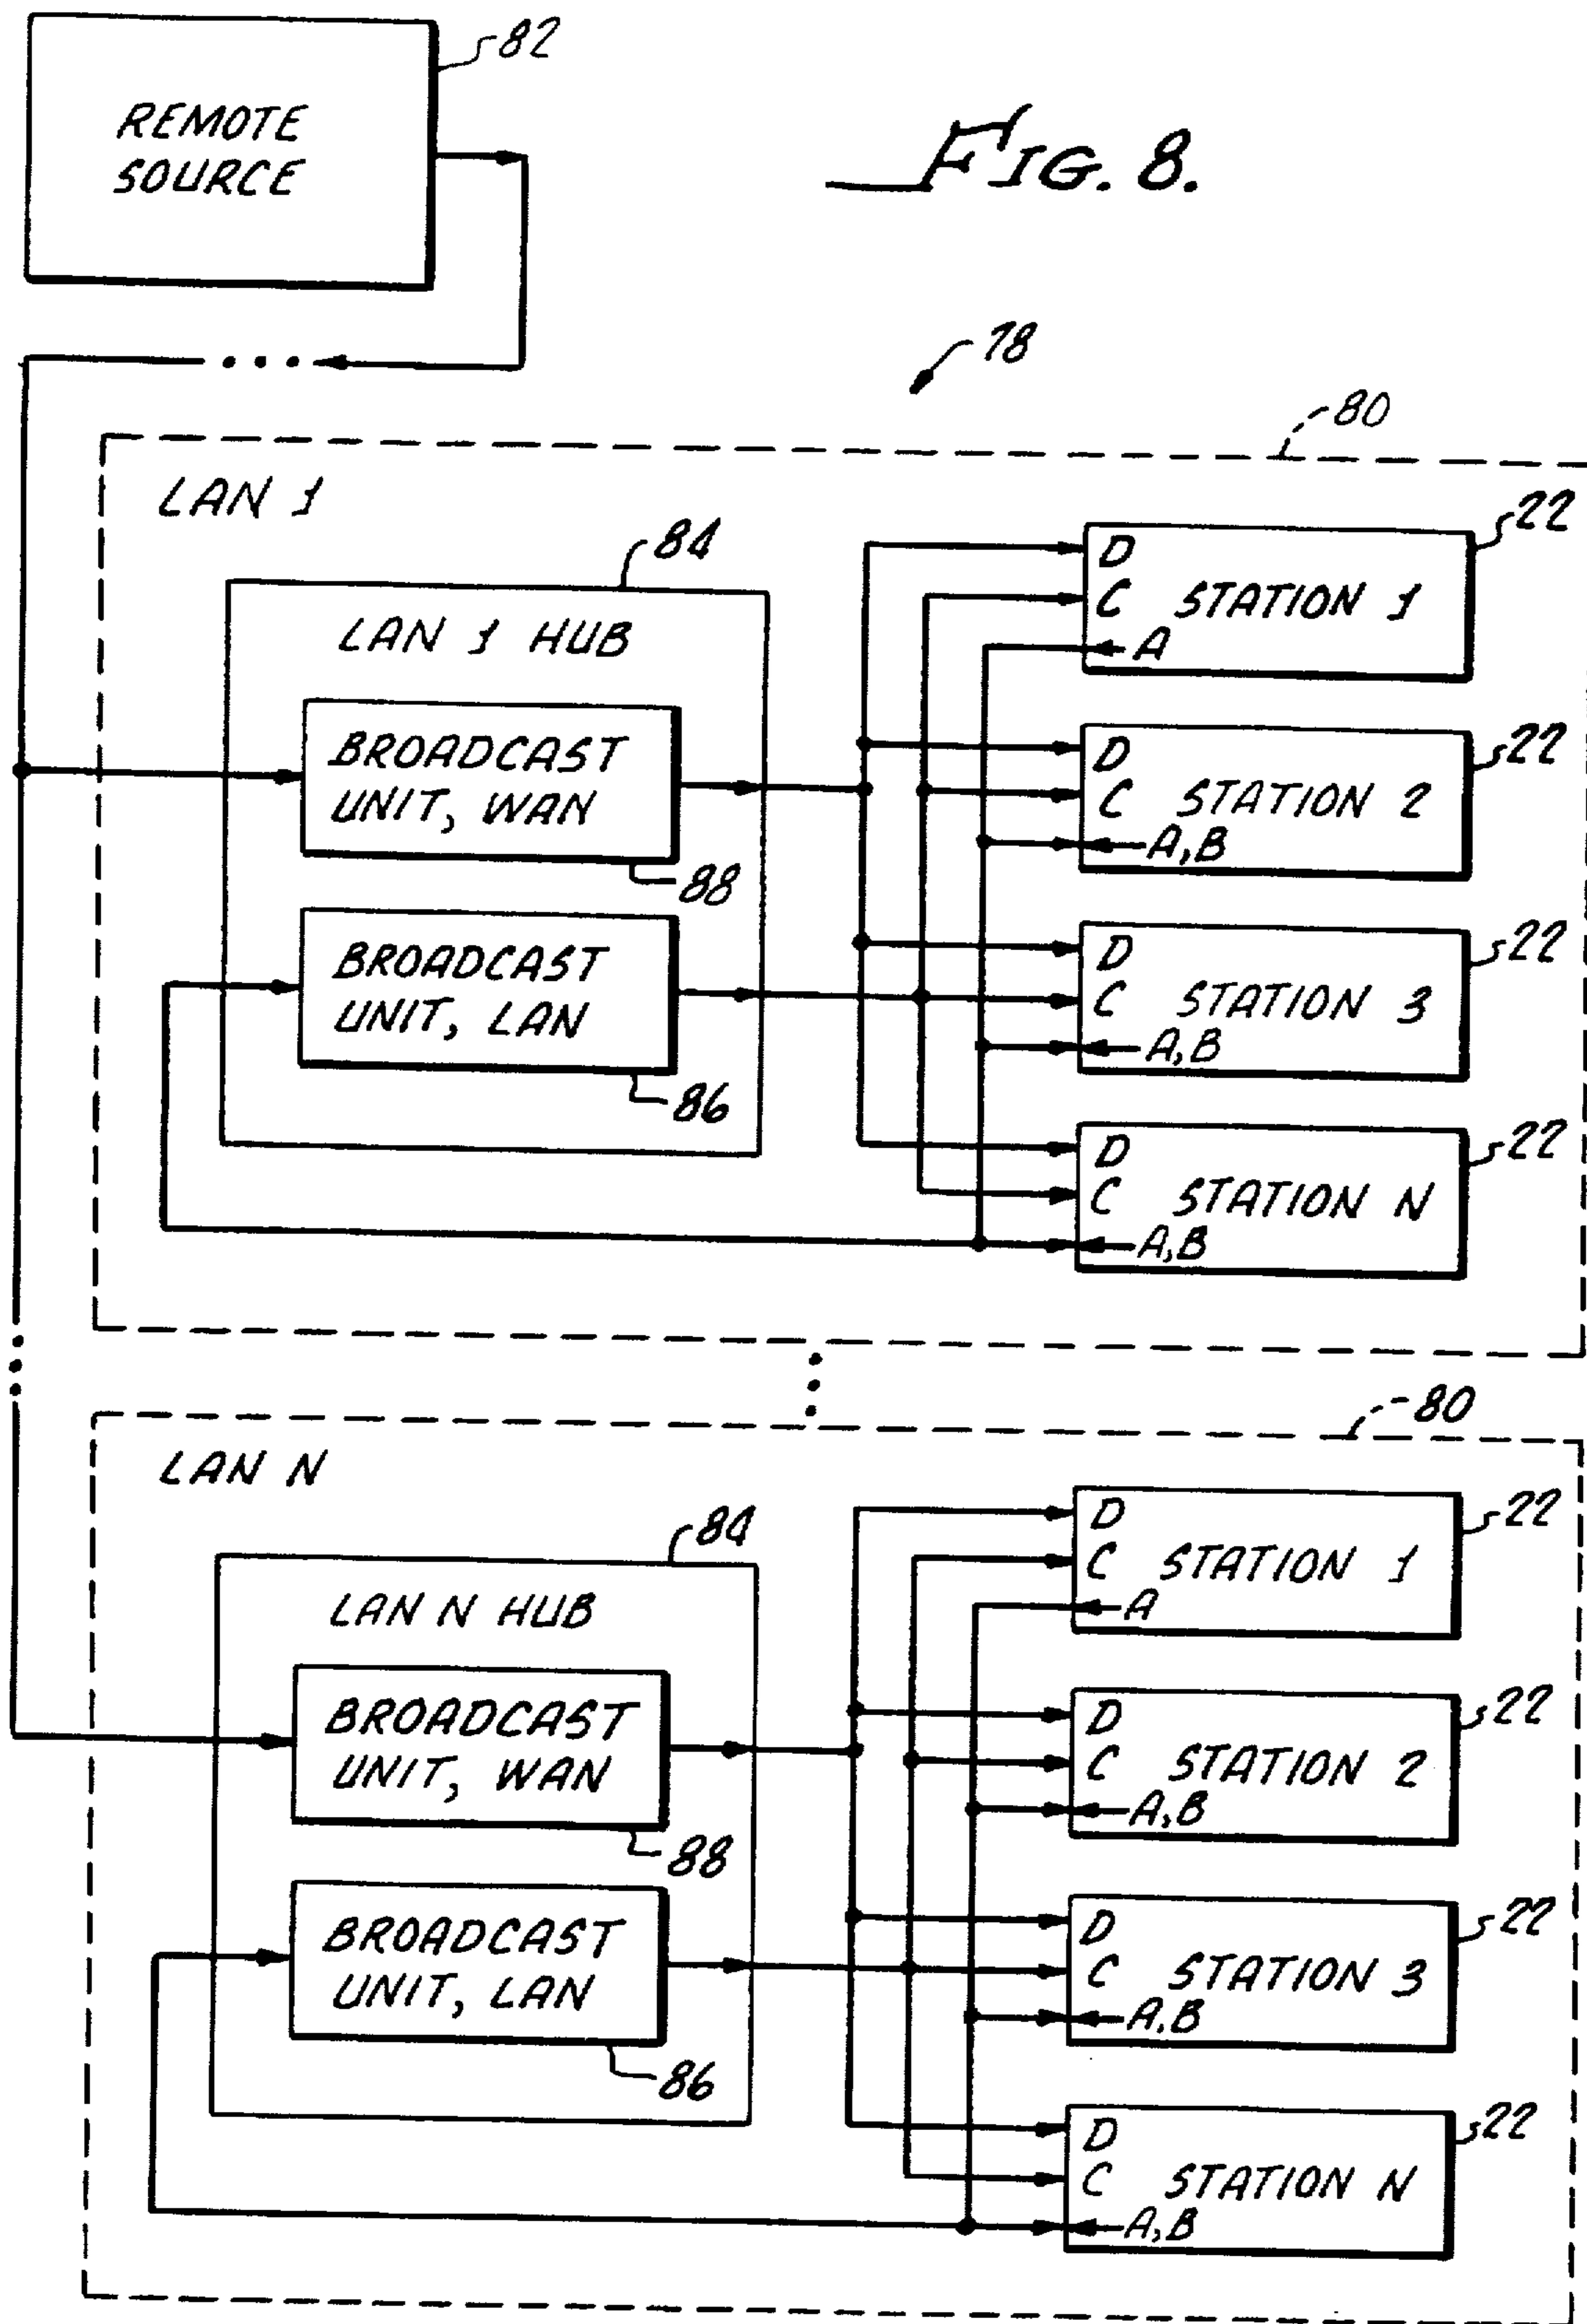 82
REMOTE
SOURCE
FIG. 8.
78
80
LAN 1
84
LAN 1 HUB
BROADCAST
UNIT, WAN
88
BROADCAST
UNIT, LAN
86
22
D
C STATION 1
A
22
D
C STATION 2
A,B
22
D
C STATION 3
A,B
22
D
C STATION N
A,B
80
LAN N
84
LAN N HUB
BROADCAST
UNIT, WAN
88
BROADCAST
UNIT, LAN
86
22
D
C STATION 1
A
22
D
C STATION 2
A,B
22
D
C STATION 3
A,B
22
D
C STATION N
A,B